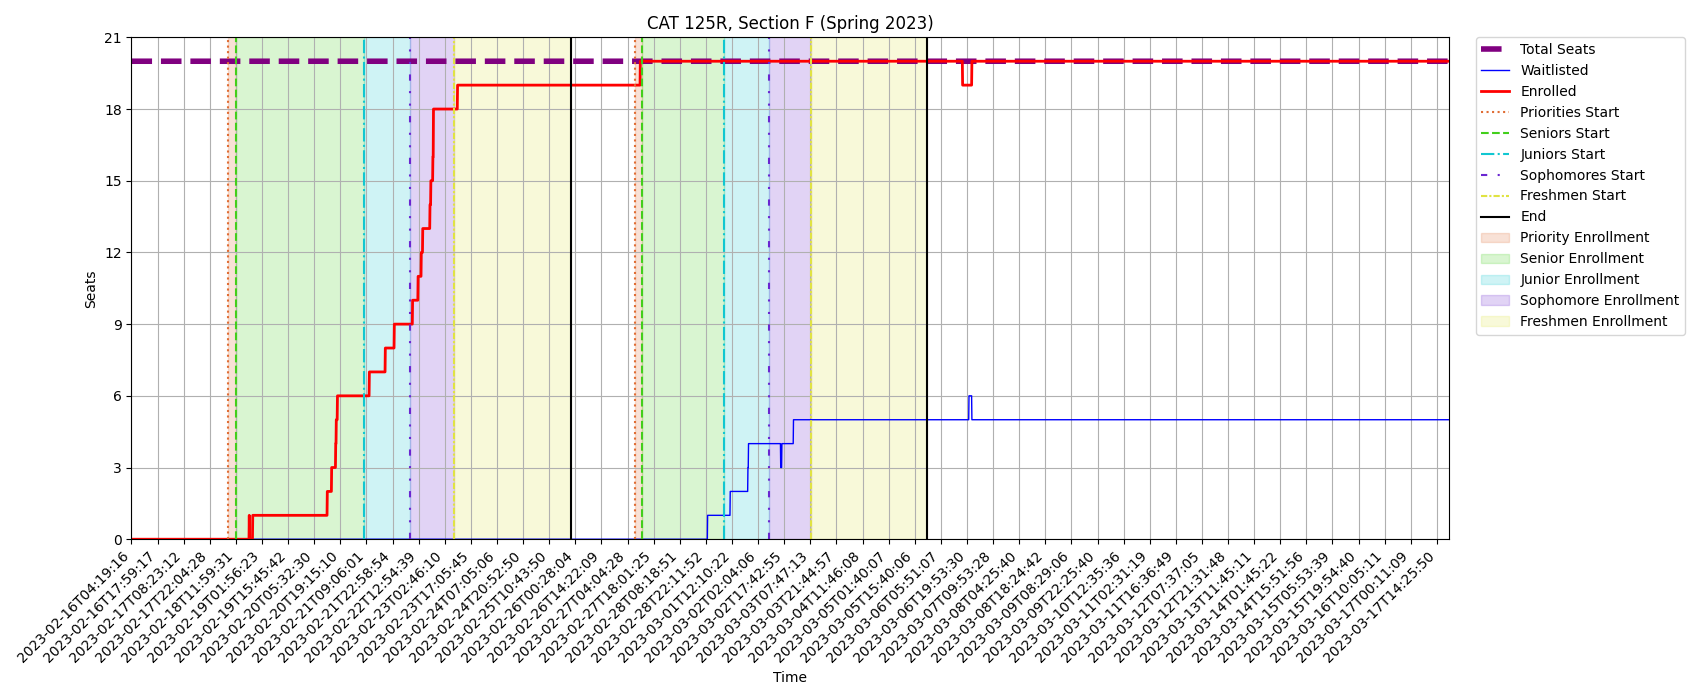 CAT 125R, Section F (Spring 2023)
Seats
21
18
15
12
9
6
3
0
2023-02-16T04:19:16
2023-02-16T17:59:17
2023-02-17T08:23:12
2023-02-17T22:04:28
2023-02-18T11:59:31
2023-02-19T01:56:23
2023-02-19T15:45:42
2023-02-20T05:32:30
2023-02-20T19:15:10
2023-02-21T09:06:01
2023-02-21T22:58:54
2023-02-22T12:54:39
2023-02-23T02:46:10
2023-02-23T17:05:45
2023-02-24T07:05:06
2023-02-24T20:52:50
2023-02-25T10:43:50
2023-02-26T00:28:04
2023-02-26T14:22:09
2023-02-27T04:04:28
2023-02-27T18:01:25
2023-02-28T08:18:51
2023-02-28T22:11:52
2023-03-01T12:10:22
2023-03-02T02:04:06
2023-03-02T17:42:55
2023-03-03T07:47:13
2023-03-03T21:44:57
2023-03-04T11:46:08
2023-03-05T01:40:07
2023-03-05T15:40:06
2023-03-06T05:51:07
2023-03-06T19:53:30
2023-03-07T09:53:28
2023-03-08T04:25:40
2023-03-08T18:24:42
2023-03-09T08:29:06
2023-03-09T22:25:40
2023-03-10T12:35:36
2023-03-11T02:31:19
2023-03-11T16:36:49
2023-03-12T07:37:05
2023-03-12T21:31:48
2023-03-13T11:45:11
2023-03-14T01:45:22
2023-03-14T15:51:56
2023-03-15T05:53:39
2023-03-15T19:54:40
2023-03-16T10:05:11
2023-03-17T00:11:09
2023-03-17T14:25:50
Time
Total Seats
Waitlisted
Enrolled
Priorities Start
Seniors Start
Juniors Start
Sophomores Start
Freshmen Start
End
Priority Enrollment
Senior Enrollment
Junior Enrollment
Sophomore Enrollment
Freshmen Enrollment